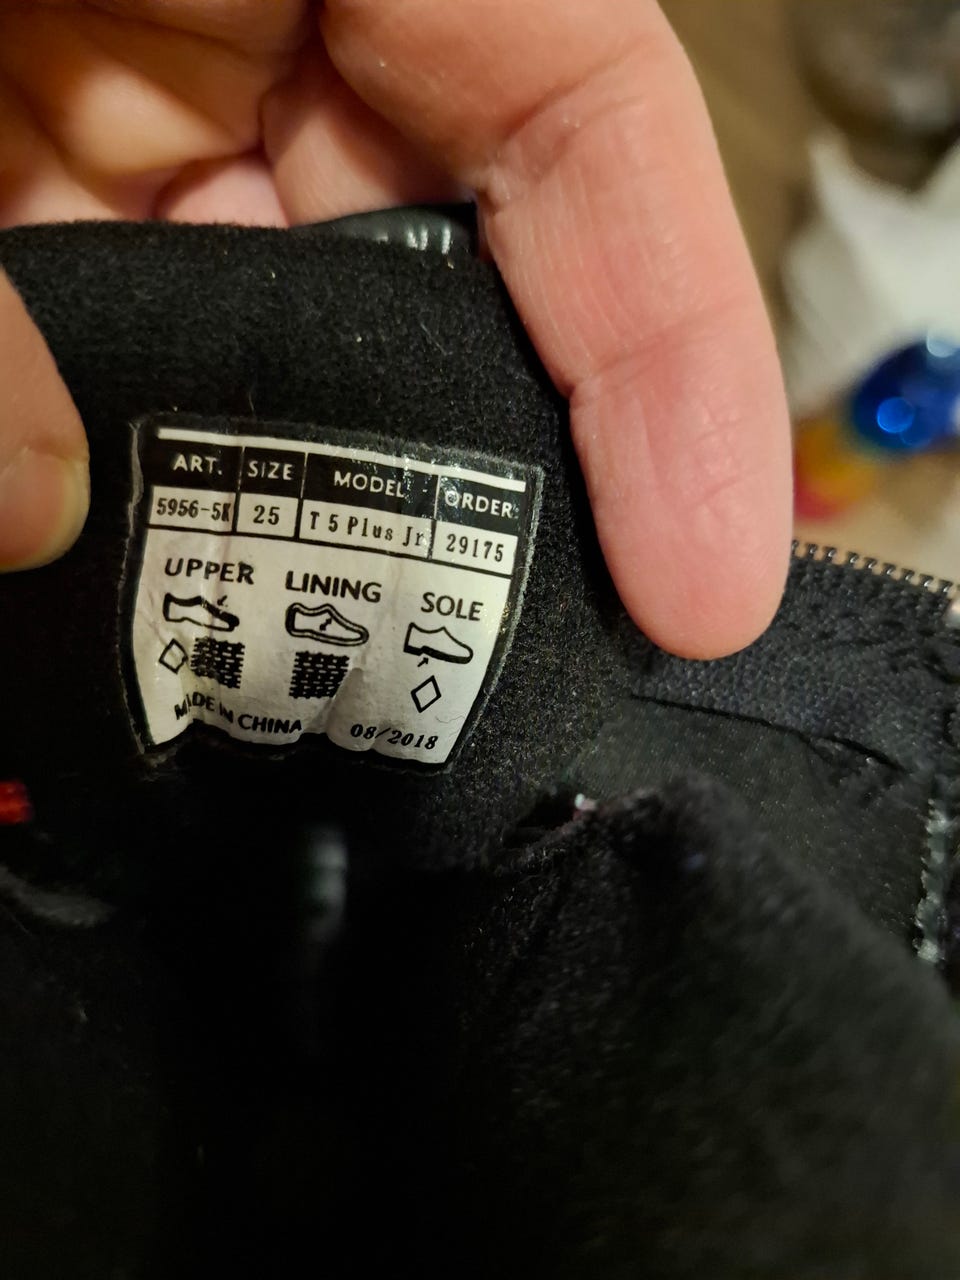 ART. SIZE MODEL ORDER
5956-5K 25 T 5 Plus Jr 29175
UPPER LINING SOLE
MADE IN CHINA 08/2018